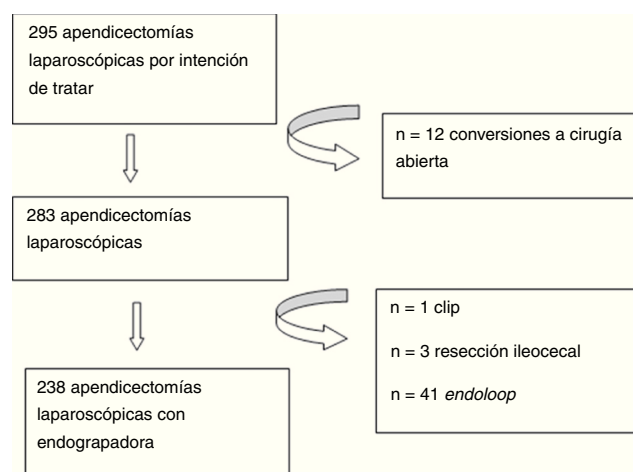 295 apendicectomías
laparoscópicas por intención
de tratar
n = 12 conversiones a cirugía
abierta
283 apendicectomías
laparoscópicas
n = 1 clip
n = 3 resección ileocecal
n = 41 endoloop
238 apendicectomías
laparoscópicas con
endograpadora